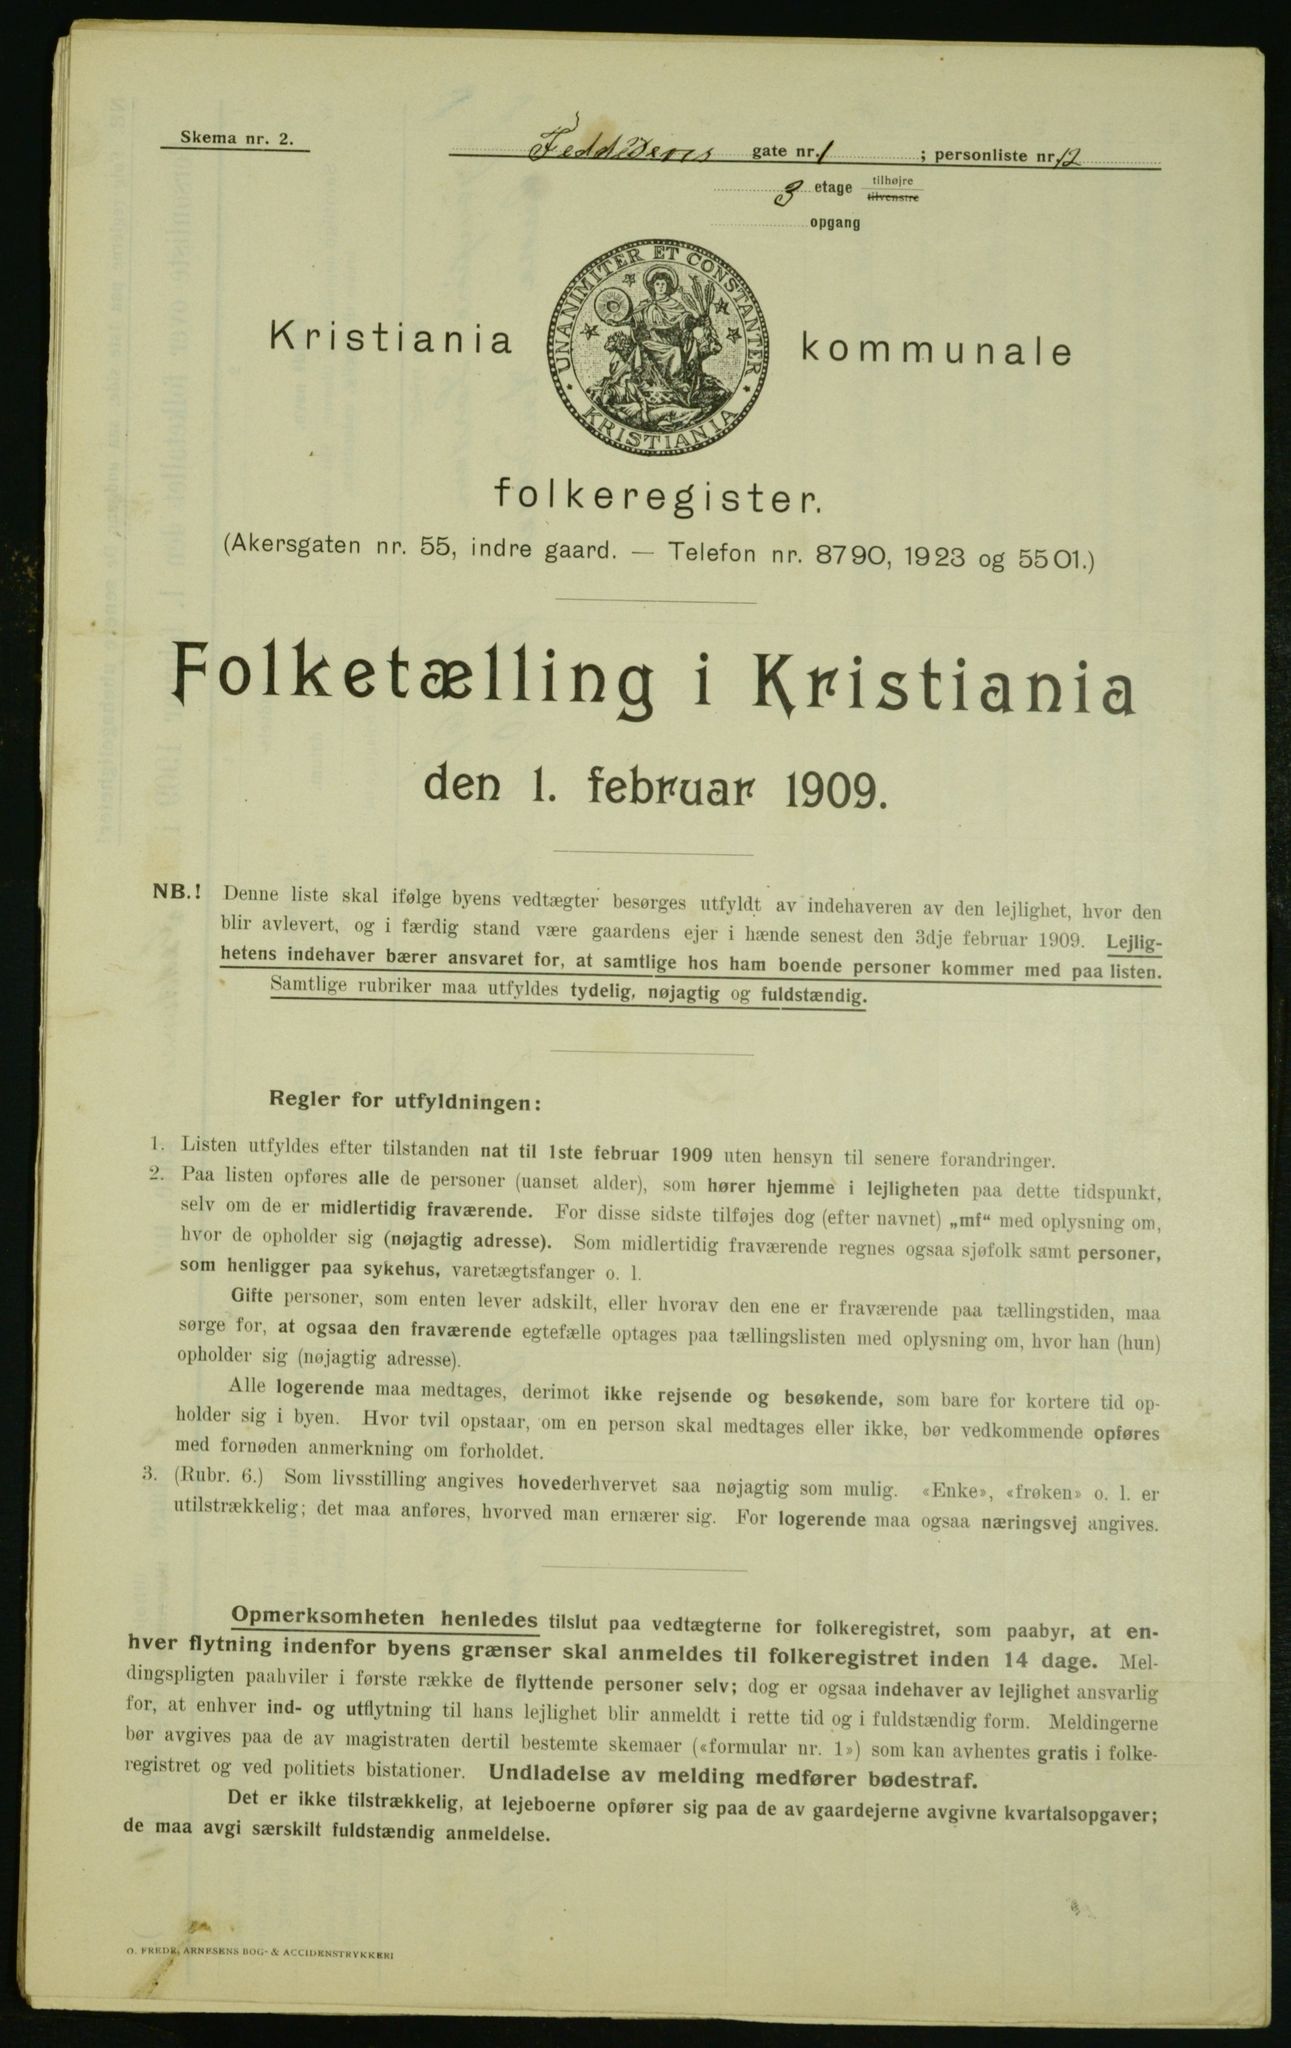 Skema nr. 2.
Feddersens gate nr. 1 ; personliste nr. 12
3 etage tilhøjre
tilvenstre
opgang
UNANIMITER ET CONSTANTER
KRISTIANIA
Kristiania kommunale
folkeregister.
(Akersgaten nr. 55, indre gaard. — Telefon nr. 8790, 1923 og 5501.)
Folketælling i Kristiania
den 1. februar 1909.
NB.! Denne liste skal ifølge byens vedtægter besørges utfyldt av indehaveren av den lejlighet, hvor den
blir avlevert, og i færdig stand være gaardens ejer i hænde senest den 3dje februar 1909. Lejlig-
hetens indehaver bærer ansvaret for, at samtlige hos ham boende personer kommer med paa listen.
Samtlige rubriker maa utfyldes tydelig, nøjagtig og fuldstændig.
Regler for utfyldningen:
1. Listen utfyldes efter tilstanden nat til 1ste februar 1909 uten hensyn til senere forandringer.
2. Paa listen opføres alle de personer (uanset alder), som hører hjemme i lejligheten paa dette tidspunkt,
selv om de er midlertidig fraværende. For disse sidste tilføjes dog (efter navnet) „mf“ med oplysning om,
hvor de opholder sig (nøjagtig adresse). Som midlertidig fraværende regnes ogsaa sjøfolk samt personer,
som henligger paa sykehus, varetægtsfanger o. l.
Gifte personer, som enten lever adskilt, eller hvorav den ene er fraværende paa tællingstiden, maa
sørge for, at ogsaa den fraværende egtefælle optages paa tællingslisten med oplysning om, hvor han (hun)
opholder sig (nøjagtig adresse).
Alle logerende maa medtages, derimot ikke rejsende og besøkende, som bare for kortere tid op-
holder sig i byen. Hvor tvil opstaar, om en person skal medtages eller ikke, bør vedkommende opføres
med fornøden anmerkning om forholdet.
3. (Rubr. 6.) Som livsstilling angives hovederhvervet saa nøjagtig som mulig. «Enke», «frøken» o. l. er
utilstrækkelig; det maa anføres, hvorved man ernærer sig. For logerende maa ogsaa næringsvej angives.
Opmerksomheten henledes tilslut paa vedtægterne for folkeregistret, som paabyr, at en-
hver flytning indenfor byens grænser skal anmeldes til folkeregistret inden 14 dage. Mel-
dingspligten paahviler i første række de flyttende personer selv; dog er ogsaa indehaver av lejlighet ansvarlig
for, at enhver ind- og utflytning til hans lejlighet blir anmeldt i rette tid og i fuldstændig form. Meldingerne
bør avgives paa de av magistraten dertil bestemte skemaer («formular nr. 1») som kan avhentes gratis i folke-
registret og ved politiets bistationer. Undladelse av melding medfører bødestraf.
Det er ikke tilstrækkelig, at lejeboerne opfører sig paa de av gaardejerne avgivne kvartalsopgaver;
de maa avgi særskilt fuldstændig anmeldelse.
O. FREDR. ARNESENS BOG- & ACCIDENSTRYKKERI